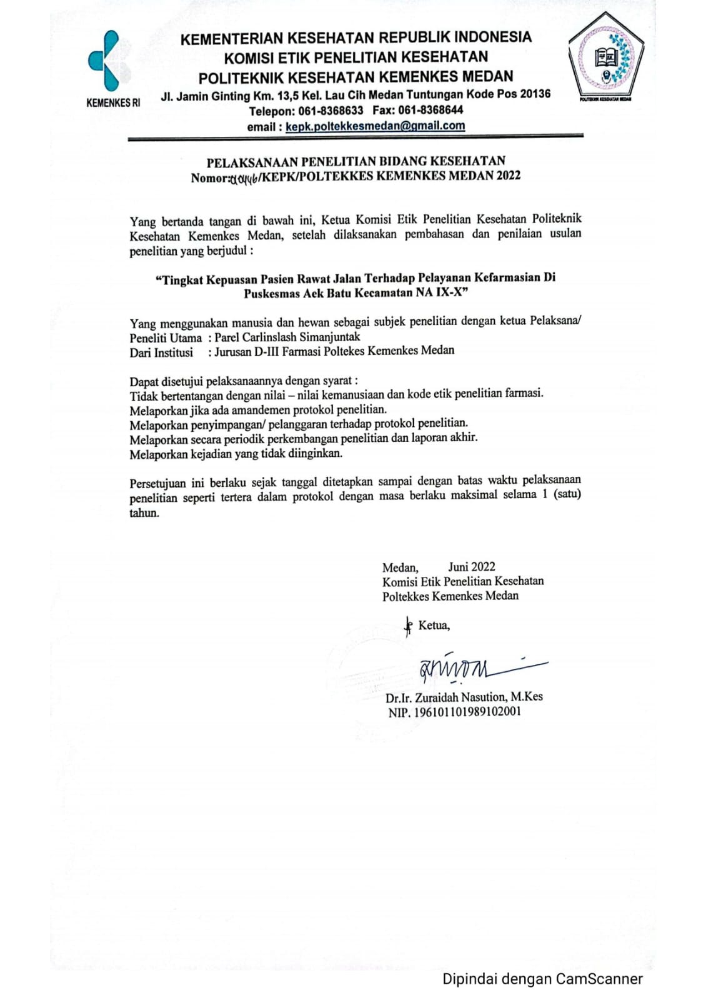 KEMENTERIAN KESEHATAN REPUBLIK INDONESIA
KOMISI ETIK PENELITIAN KESEHATAN
POLITEKNIK KESEHATAN KEMENKES MEDAN
KEMENKES RI
POLITEKNIK KESEHATAN MEDAN
Jl. Jamin Ginting Km. 13,5 Kel. Lau Cih Medan Tuntungan Kode Pos 20136
Telepon: 061-8368633 Fax: 061-8368644
email : kepk.poltekkesmedan@gmail.com
PELAKSANAAN PENELITIAN BIDANG KESEHATAN
Nomor: /KEPK/POLTEKKES KEMENKES MEDAN 2022
Yang bertanda tangan di bawah ini, Ketua Komisi Etik Penelitian Kesehatan Politeknik
Kesehatan Kemenkes Medan, setelah dilaksanakan pembahasan dan penilaian usulan
penelitian yang berjudul :
“Tingkat Kepuasan Pasien Rawat Jalan Terhadap Pelayanan Kefarmasian Di
Puskesmas Aek Batu Kecamatan NA IX-X”
Yang menggunakan manusia dan hewan sebagai subjek penelitian dengan ketua Pelaksana/
Peneliti Utama : Parel Carlinslash Simanjuntak
Dari Institusi : Jurusan D-III Farmasi Poltekes Kemenkes Medan
Dapat disetujui pelaksanaannya dengan syarat :
Tidak bertentangan dengan nilai – nilai kemanusiaan dan kode etik penelitian farmasi.
Melaporkan jika ada amandemen protokol penelitian.
Melaporkan penyimpangan/ pelanggaran terhadap protokol penelitian.
Melaporkan secara periodik perkembangan penelitian dan laporan akhir.
Melaporkan kejadian yang tidak diinginkan.
Persetujuan ini berlaku sejak tanggal ditetapkan sampai dengan batas waktu pelaksanaan
penelitian seperti tertera dalam protokol dengan masa berlaku maksimal selama 1 (satu)
tahun.
Medan, Juni 2022
Komisi Etik Penelitian Kesehatan
Poltekkes Kemenkes Medan
Ketua,
Dr.Ir. Zuraidah Nasution, M.Kes
NIP. 196101101989102001
Dipindai dengan CamScanner